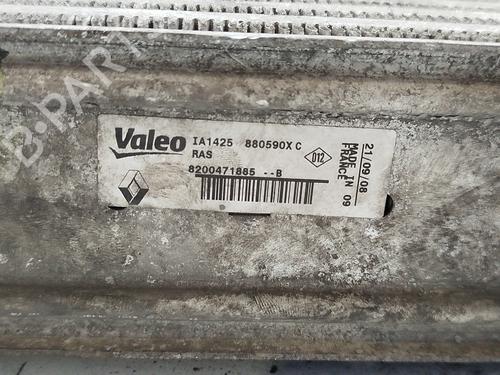 B-PARTS
Valeo IA1425 880590X C
RAS
8200471885 --B
D12
21/09/08
MADE IN 09
FRANCE